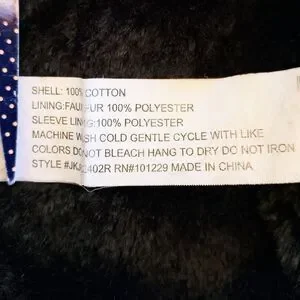 SHELL: 100% COTTON
LINING:FAUX FUR 100% POLYESTER
SLEEVE LINING:100% POLYESTER
MACHINE WASH COLD GENTLE CYCLE WITH LIKE
COLORS DO NOT BLEACH HANG TO DRY DO NOT IRON
STYLE RN#101229 MADE IN CHINA